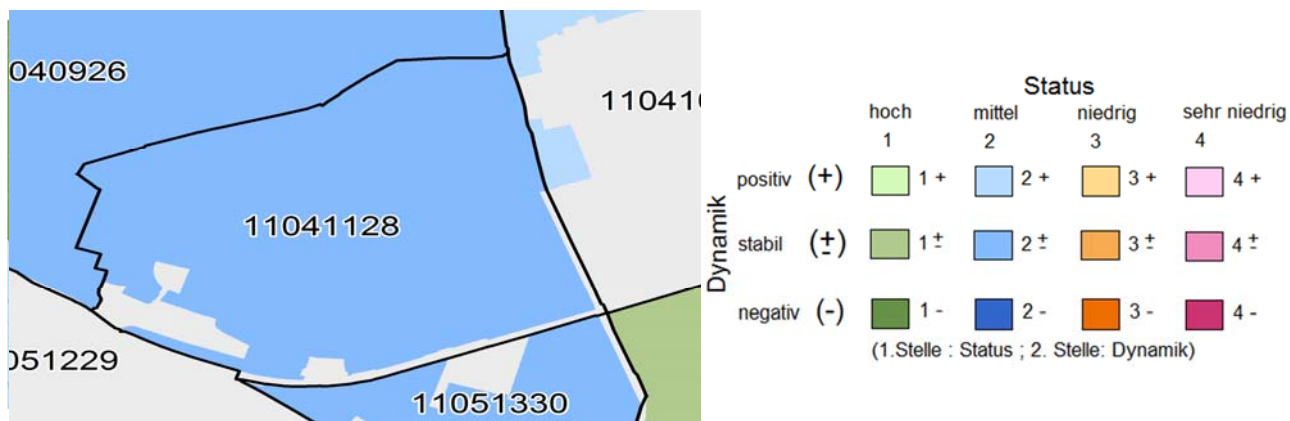 040926
11041
11041128
051229
11051330
Status
hoch mittel niedrig sehr niedrig
1 2 3 4
positiv (+) 1 + 2 + 3 + 4 +
Dynamik
stabil (±) 1 ± 2 ± 3 ± 4 ±
negativ (-) 1 - 2 - 3 - 4 -
(1.Stelle : Status ; 2. Stelle: Dynamik)